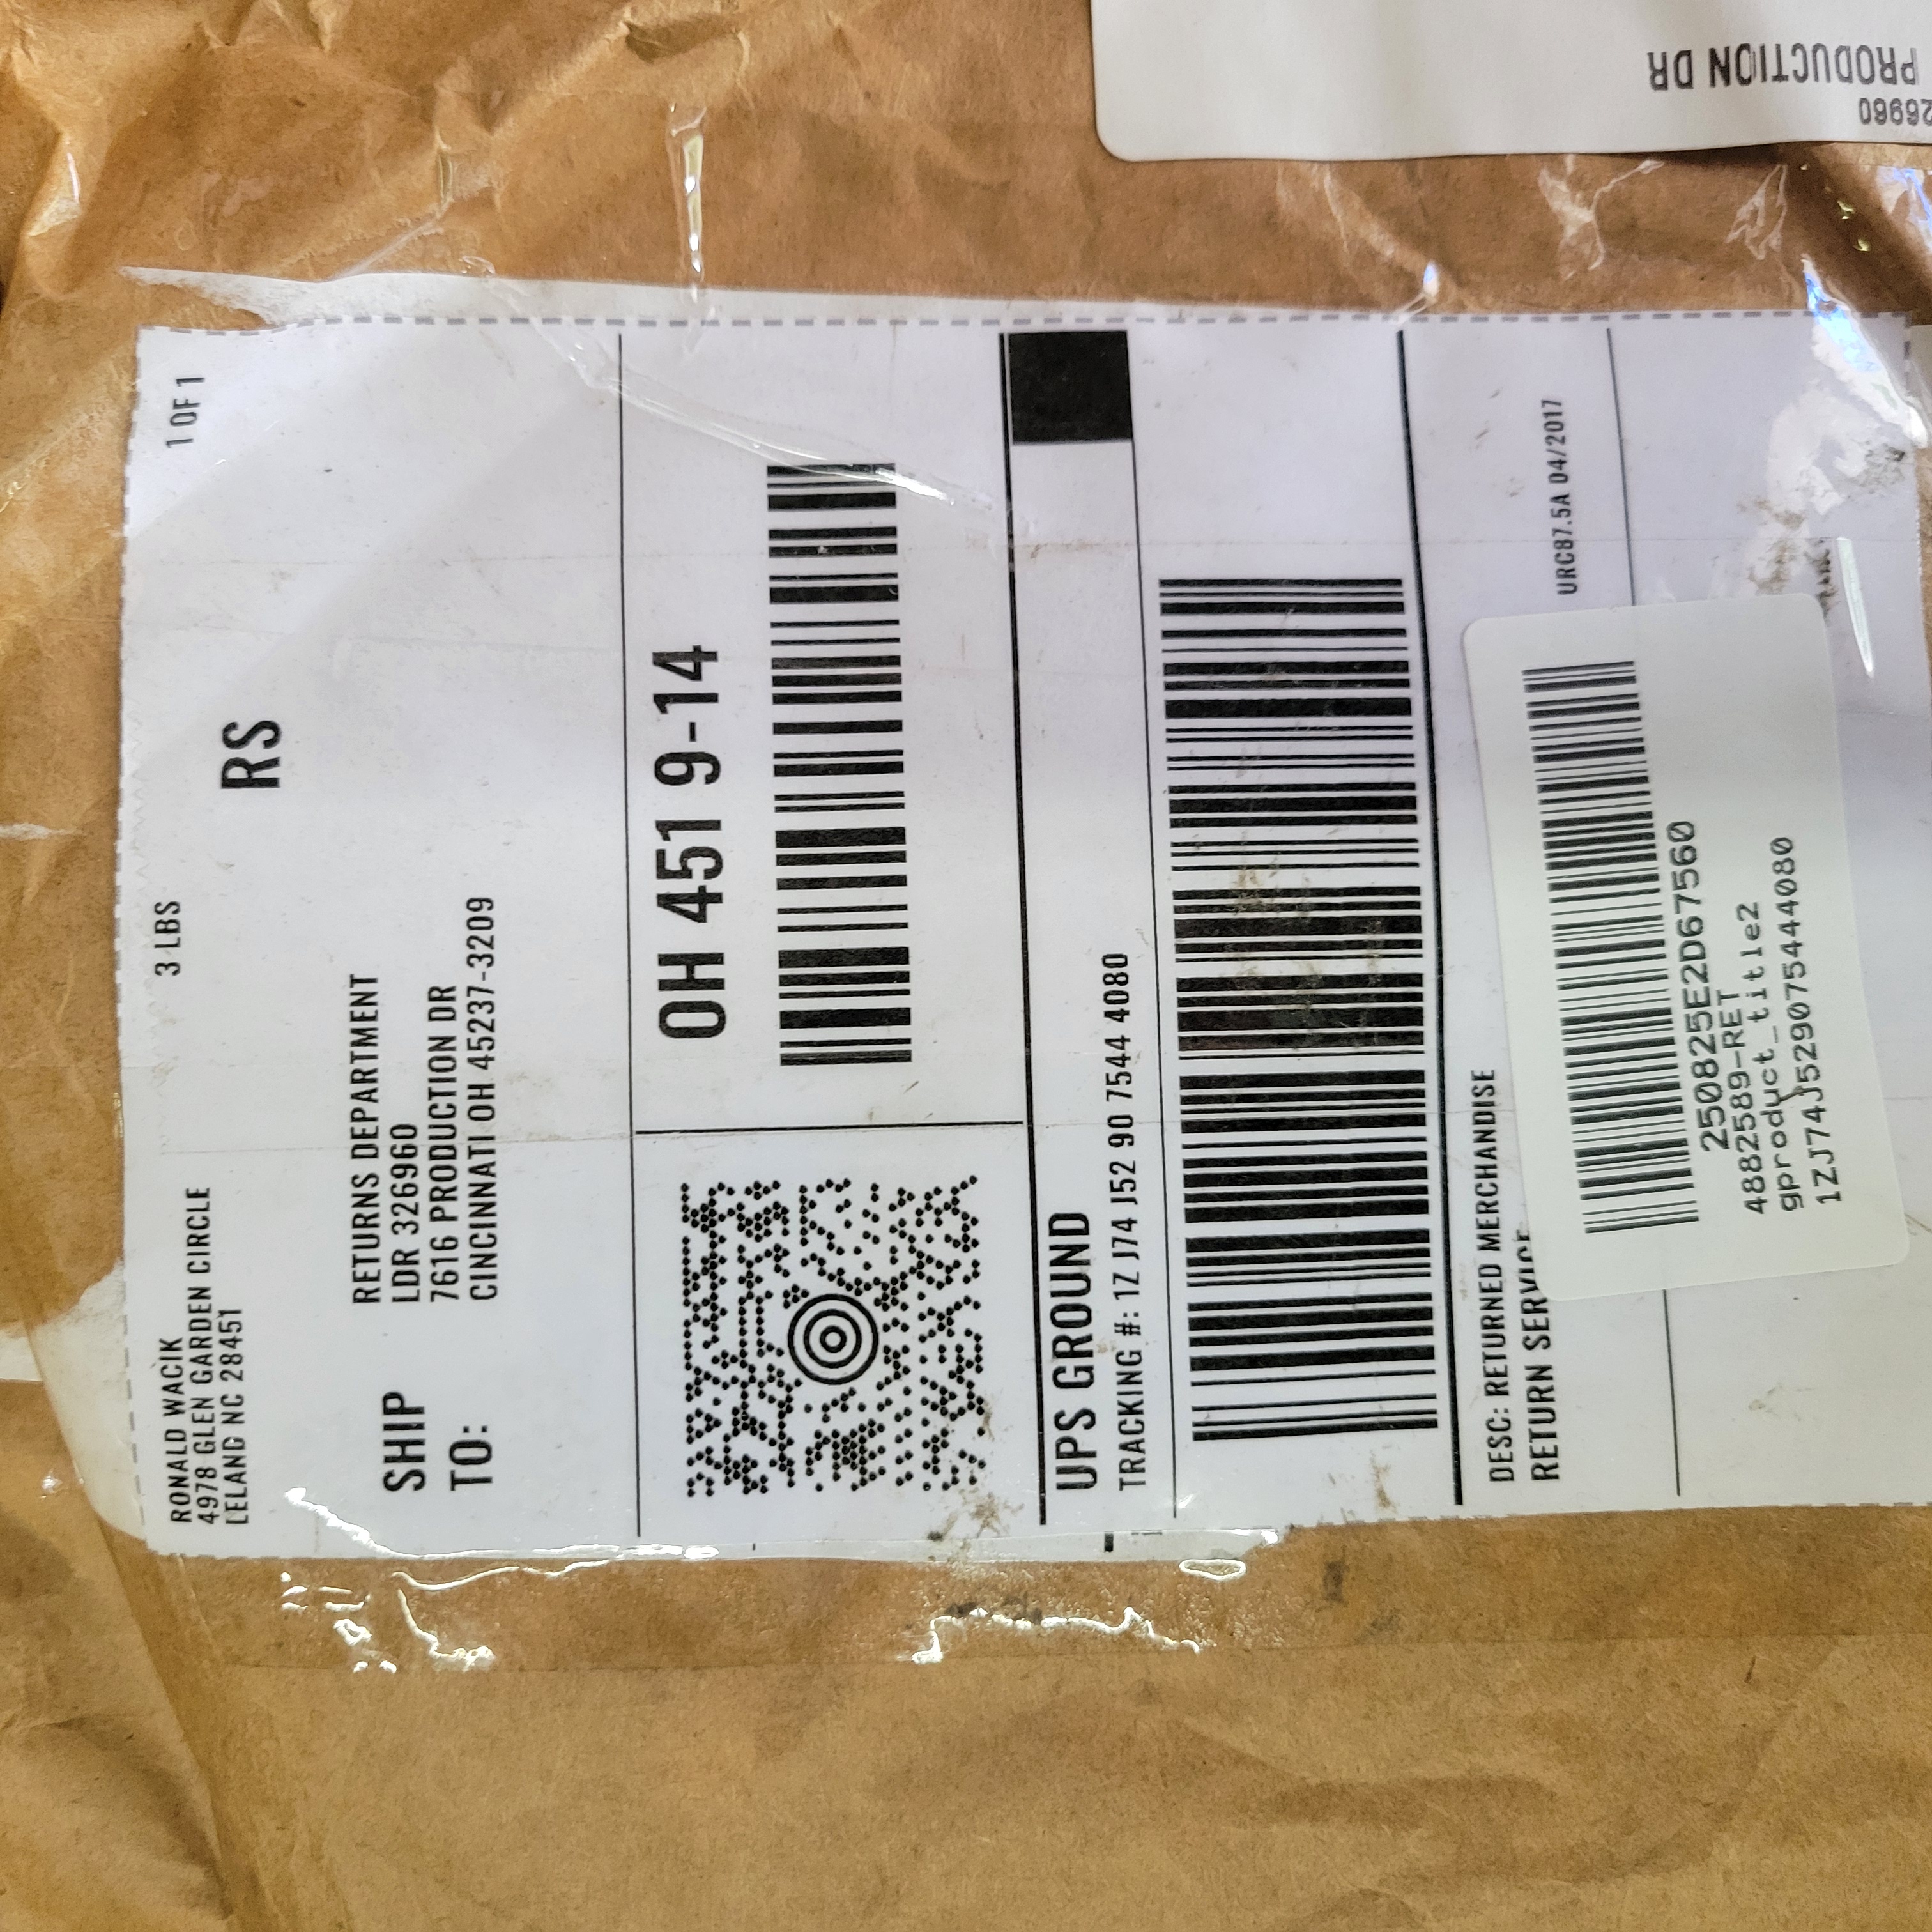 RONALD WACIK
4978 GLEN GARDEN CIRCLE
LELAND NC 28451
3 LBS
1 OF 1
RS
SHIP
TO:
RETURNS DEPARTMENT
LDR 326960
7616 PRODUCTION DR
CINCINNATI OH 45237-3209
OH 451 9-14
UPS GROUND
TRACKING #: 1Z J74 J52 90 7544 4080
DESC: RETURNED MERCHANDISE
RETURN SERVICE
URC87.5A 04/2017
250825E2D67560
4882589-RET
gproduct_title2
1ZJ74J529075444080
26960
PRODUCTION DR